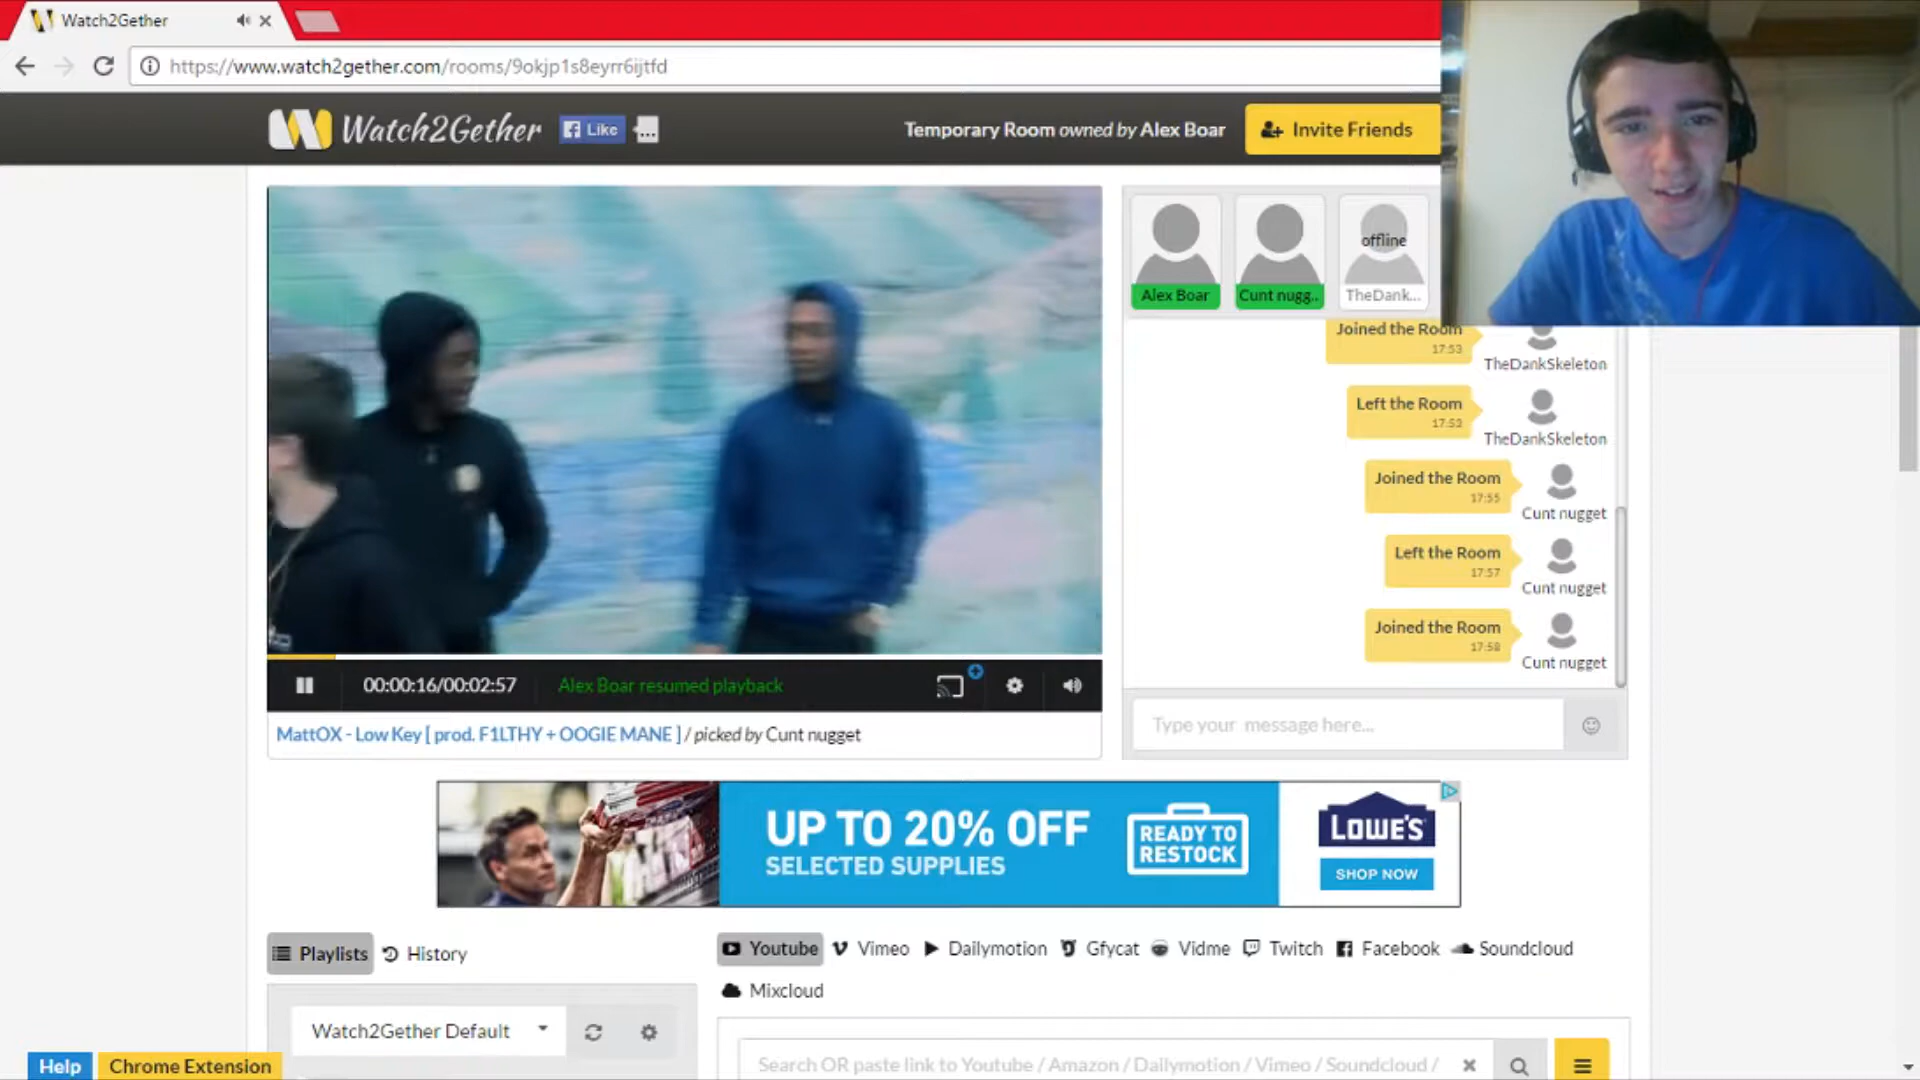 Watch2Gether
https://www.watch2gether.com/rooms/9okjp1s8eyrr6ijtfd
Watch2Gether
Like
...
Temporary Room owned by Alex Boar
Invite Friends
offline
Alex Boar
Cunt nugg..
TheDank...
Joined the Room
17:53
TheDankSkeleton
Left the Room
17:53
TheDankSkeleton
Joined the Room
17:55
Cunt nugget
Left the Room
17:57
Cunt nugget
Joined the Room
17:58
Cunt nugget
00:00:16/00:02:57
Alex Boar resumed playback
Type your message here...
MattOX - Low Key [ prod. F1LTHY + OOGIE MANE ] / picked by Cunt nugget
UP TO 20% OFF
SELECTED SUPPLIES
READY TO
RESTOCK
LOWE'S
SHOP NOW
Playlists
History
Youtube
Vimeo
Dailymotion
Gfycat
Vidme
Twitch
Facebook
Soundcloud
Mixcloud
Watch2Gether Default
Search OR paste link to Youtube / Amazon / Dailymotion / Vimeo / Soundcloud /
Help
Chrome Extension